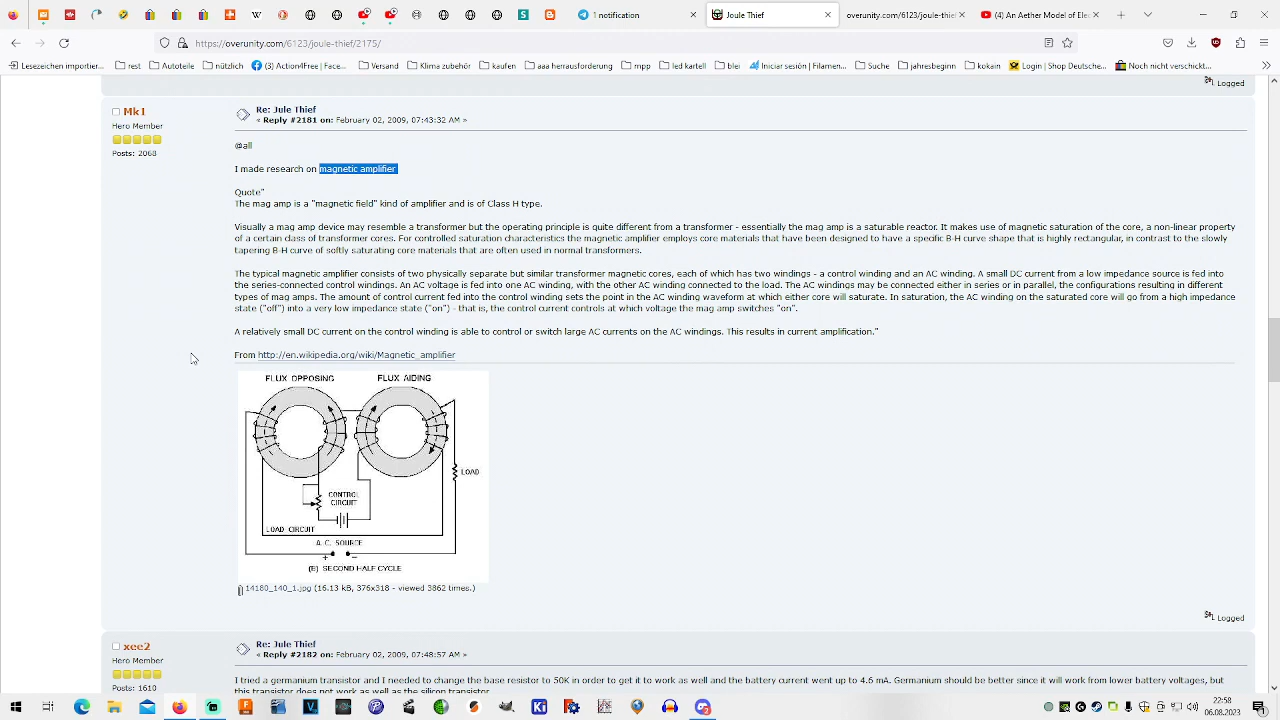 1 notification
Joule Thief
overunity.com/6123/joule-thief
(4) An Aether Model of
https://overunity.com/6123/joule-thief/2175/
Lesezeichen importier... rest Autoteile nützlich (3) Action4Free | Face... Versand Klima zubehör kaufen aaa herrausforderung mpp led kartell blei Iniciar sesión / Filamen... Suche jahresbeginn kokain Login | Shop Deutsche... Noch nicht verschickt...
Logged
Mk1
Hero Member
Posts: 2068
Re: Jule Thief
« Reply #2181 on: February 02, 2009, 07:43:32 AM »
@all
I made research on magnetic amplifier
Quote"
The mag amp is a "magnetic field" kind of amplifier and is of Class H type.
Visually a mag amp device may resemble a transformer but the operating principle is quite different from a transformer - essentially the mag amp is a saturable reactor. It makes use of magnetic saturation of the core, a non-linear property
of a certain class of transformer cores. For controlled saturation characteristics the magnetic amplifier employs core materials that have been designed to have a specific B-H curve shape that is highly rectangular, in contrast to the slowly
tapering B-H curve of softly saturating core materials that are often used in normal transformers.
The typical magnetic amplifier consists of two physically separate but similar transformer magnetic cores, each of which has two windings - a control winding and an AC winding. A small DC current from a low impedance source is fed into
the series-connected control windings. An AC voltage is fed into one AC winding, with the other AC winding connected to the load. The AC windings may be connected either in series or in parallel, the configurations resulting in different
types of mag amps. The amount of control current fed into the control winding sets the point in the AC winding waveform at which either core will saturate. In saturation, the AC winding on the saturated core will go from a high impedance
state ("off") into a very low impedance state ("on") - that is, the control current controls at which voltage the mag amp switches "on".
A relatively small DC current on the control winding is able to control or switch large AC currents on the AC windings. This results in current amplification."
From http://en.wikipedia.org/wiki/Magnetic_amplifier
FLUX OPPOSING FLUX AIDING
LOAD
CONTROL
CIRCUIT
LOAD CIRCUIT
A.C. SOURCE
+ −
(E) SECOND HALF CYCLE
14180_140_1.jpg (16.13 kB, 376x318 - viewed 3862 times.)
Logged
xee2
Hero Member
Posts: 1610
Re: Jule Thief
« Reply #2182 on: February 02, 2009, 07:48:57 AM »
I tried a germanium transistor and I needed to change the base resistor to 50K in order to get it to work as well and the battery current went up to 4.6 mA. Germanium should be better since it will work from lower battery voltages, but
this transistor does not work as well as the silicon transistor
22:58
06.09.2023